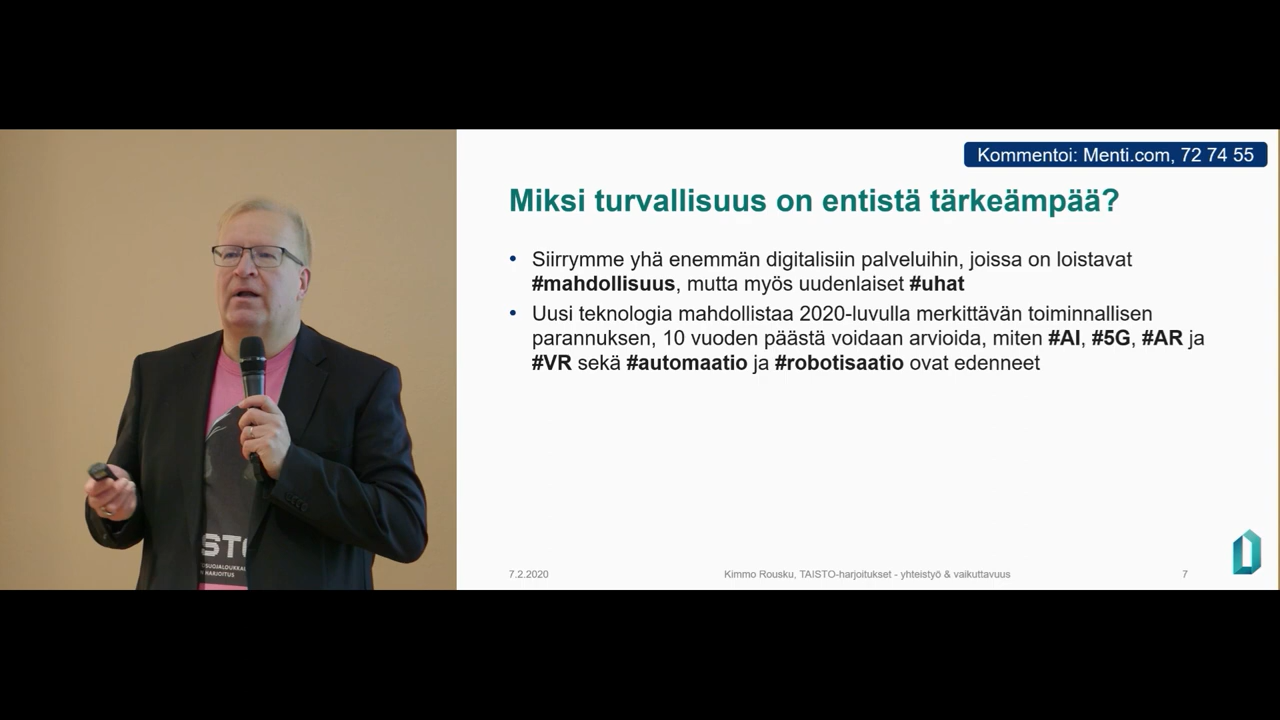 Kommentoi: Menti.com, 72 74 55
Miksi turvallisuus on entistä tärkeämpää?
• Siirrymme yhä enemmän digitalisiin palveluihin, joissa on loistavat
#mahdollisuus, mutta myös uudenlaiset #uhat
• Uusi teknologia mahdollistaa 2020-luvulla merkittävän toiminnallisen
parannuksen, 10 vuoden päästä voidaan arvioida, miten #AI, #5G, #AR ja
#VR sekä #automaatio ja #robotisaatio ovat edenneet
7.2.2020
Kimmo Rousku, TAISTO-harjoitukset - yhteistyö & vaikuttavuus
7
STO
SUOJALOUKKA
HARJOITUS